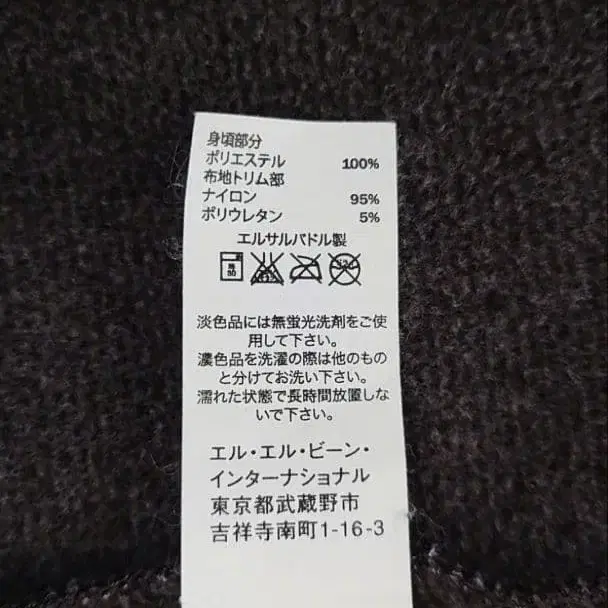 身頃部分
ポリエステル 100%
布地トリム部
ナイロン 95%
ポリウレタン 5%
エルサルバドル製
淡色品には無蛍光洗剤をご使
用して下さい。
濃色品を洗濯の際は他のもの
と分けてお洗い下さい。
濡れた状態で長時間放置しな
いで下さい。
エル・エル・ビーン・
インターナショナル
東京都武蔵野市
吉祥寺南町1-16-3